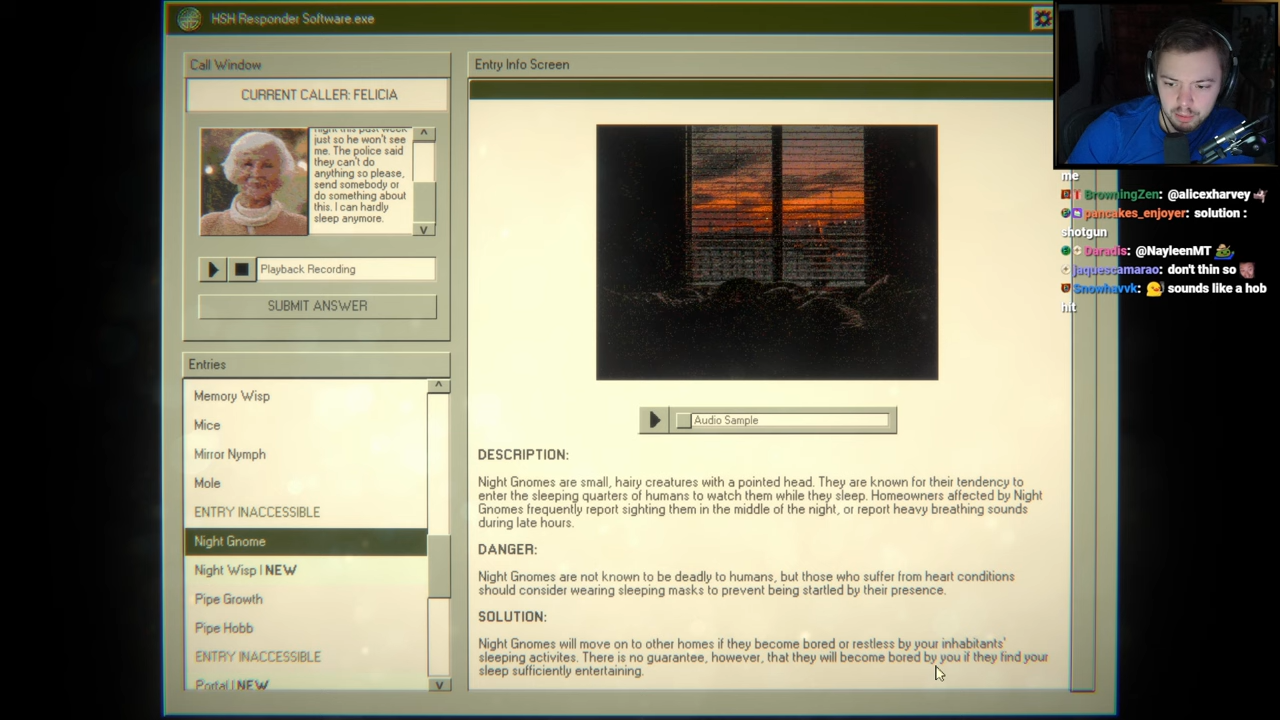 HSH Responder Software.exe
Call Window
CURRENT CALLER: FELICIA
night this past week
just so he won't see
me. The police said
they can't do
anything so please,
send somebody or
do something about
this. I can hardly
sleep anymore.
Playback Recording
SUBMIT ANSWER
Entries
Memory Wisp
Mice
Mirror Nymph
Mole
ENTRY INACCESSIBLE
Night Gnome
Night Wisp | NEW
Pipe Growth
Pipe Hobb
ENTRY INACCESSIBLE
Portal | NEW
Entry Info Screen
Audio Sample
DESCRIPTION:
Night Gnomes are small, hairy creatures with a pointed head. They are known for their tendency to
enter the sleeping quarters of humans to watch them while they sleep. Homeowners affected by Night
Gnomes frequently report sighting them in the middle of the night, or report heavy breathing sounds
during late hours.
DANGER:
Night Gnomes are not known to be deadly to humans, but those who suffer from heart conditions
should consider wearing sleeping masks to prevent being startled by their presence.
SOLUTION:
Night Gnomes will move on to other homes if they become bored or restless by your inhabitants'
sleeping activites. There is no guarantee, however, that they will become bored by you if they find your
sleep sufficiently entertaining.
me
BrowningZen: @alicexharvey
pancakes_enjoyer: solution :
shotgun
Daradis: @NayleenMT
jaquescamarao: don't thin so
Snowhavvk: sounds like a hob
hit